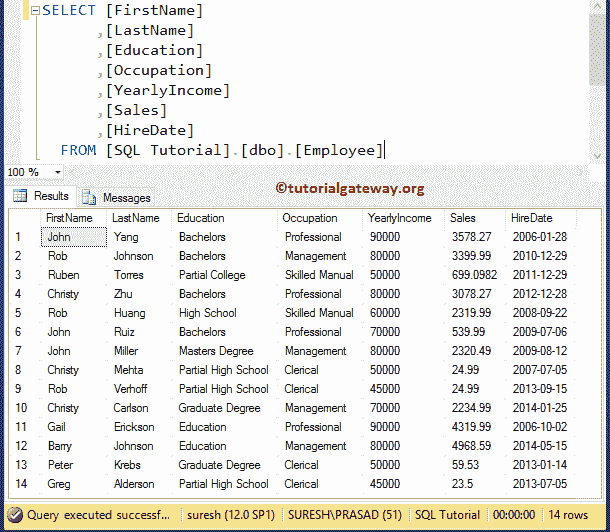 SELECT [FirstName]
,[LastName]
,[Education]
,[Occupation]
,[YearlyIncome]
,[Sales]
,[HireDate]
FROM [SQL Tutorial].[dbo].[Employee]
100 %
©tutorialgateway.org
Results Messages
FirstName LastName Education Occupation YearlyIncome Sales HireDate
1 John Yang Bachelors Professional 90000 3578.27 2006-01-28
2 Rob Johnson Bachelors Management 80000 3399.99 2010-12-29
3 Ruben Torres Partial College Skilled Manual 50000 699.0982 2011-12-29
4 Christy Zhu Bachelors Professional 80000 3078.27 2012-12-28
5 Rob Huang High School Skilled Manual 60000 2319.99 2008-09-22
6 John Ruiz Bachelors Professional 70000 539.99 2009-07-06
7 John Miller Masters Degree Management 80000 2320.49 2009-08-12
8 Christy Mehta Partial High School Clerical 50000 24.99 2007-07-05
9 Rob Verhoff Partial High School Clerical 45000 24.99 2013-09-15
10 Christy Carlson Graduate Degree Management 70000 2234.99 2014-01-25
11 Gail Erickson Education Professional 90000 4319.99 2006-10-02
12 Barry Johnson Education Management 80000 4968.59 2014-05-15
13 Peter Krebs Graduate Degree Clerical 50000 59.53 2013-01-14
14 Greg Alderson Partial High School Clerical 45000 23.5 2013-07-05
Query executed successf... suresh (12.0 SP1) SURESH\PRASAD (51) SQL Tutorial 00:00:00 14 rows